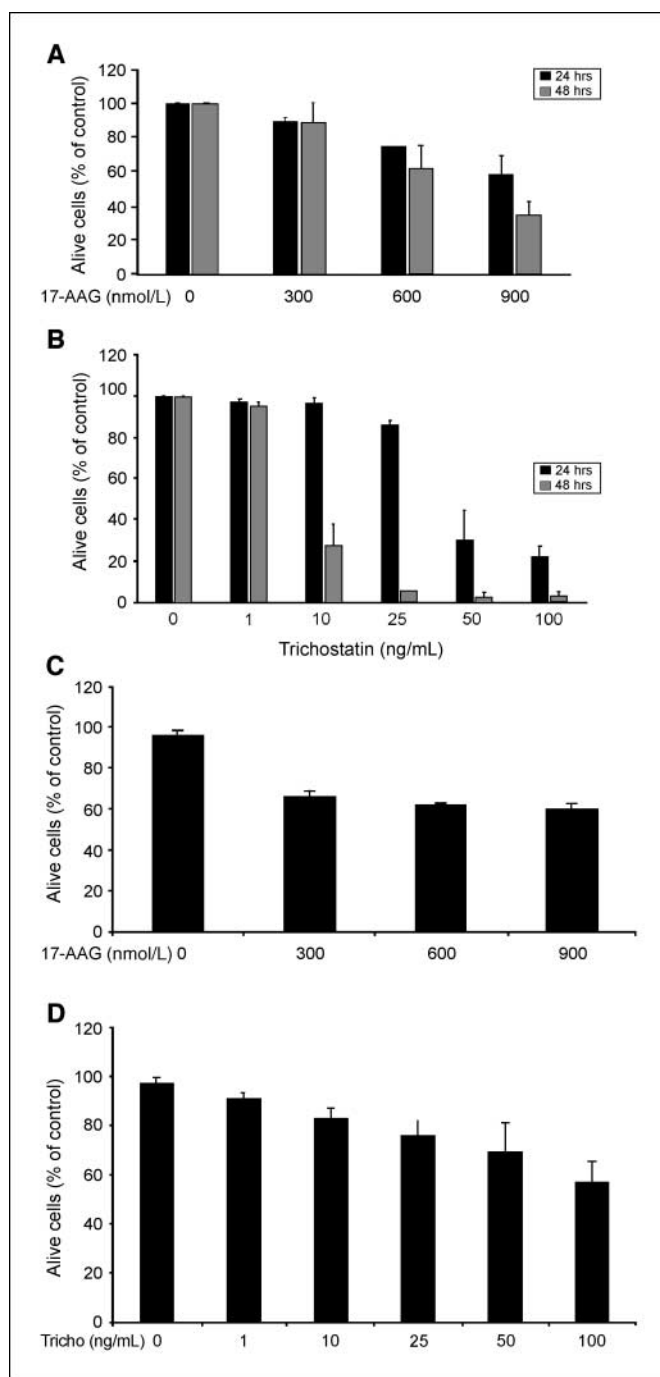 A
Alive cells (% of control)
120
100
80
60
40
20
0
24 hrs
48 hrs
17-AAG (nmol/L) 0 300 600 900
B
Alive cells (% of control)
120
100
80
60
40
20
0
24 hrs
48 hrs
0 1 10 25 50 100
Trichostatin (ng/mL)
C
Alive cells (% of control)
120
100
80
60
40
20
0
17-AAG (nmol/L) 0 300 600 900
D
Alive cells (% of control)
120
100
80
60
40
20
0
Tricho (ng/mL) 0 1 10 25 50 100